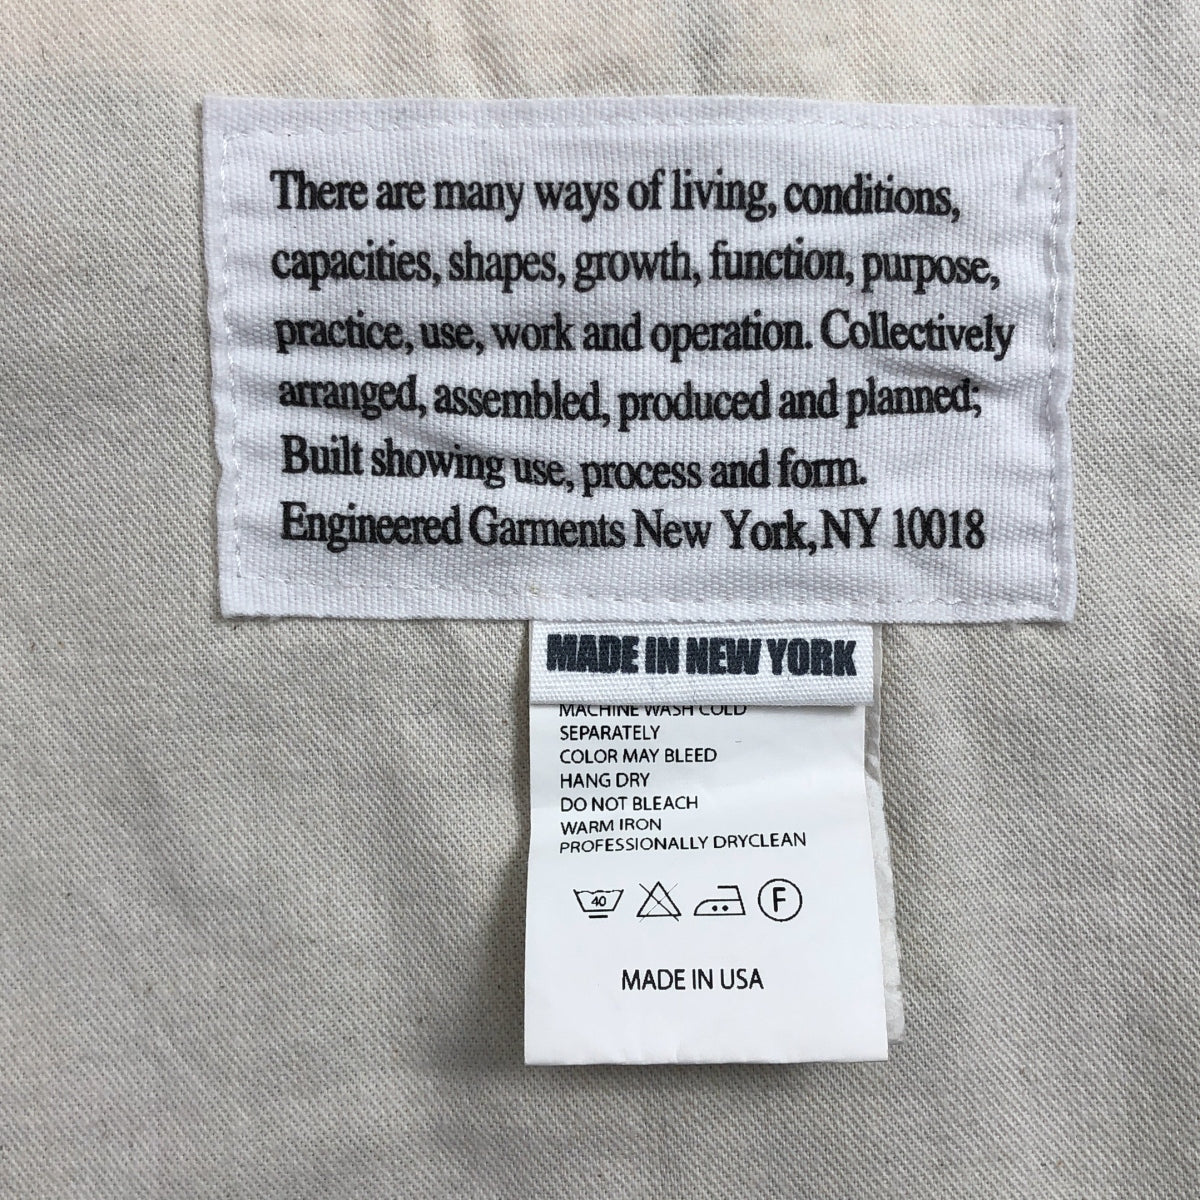 There are many ways of living, conditions,
capacities, shapes, growth, function, purpose,
practice, use, work and operation. Collectively
arranged, assembled, produced and planned;
Built showing use, process and form.
Engineered Garments New York, NY 10018
MADE IN NEW YORK
MACHINE WASH COLD
SEPARATELY
COLOR MAY BLEED
HANG DRY
DO NOT BLEACH
WARM IRON
PROFESSIONALLY DRYCLEAN
40 F
MADE IN USA